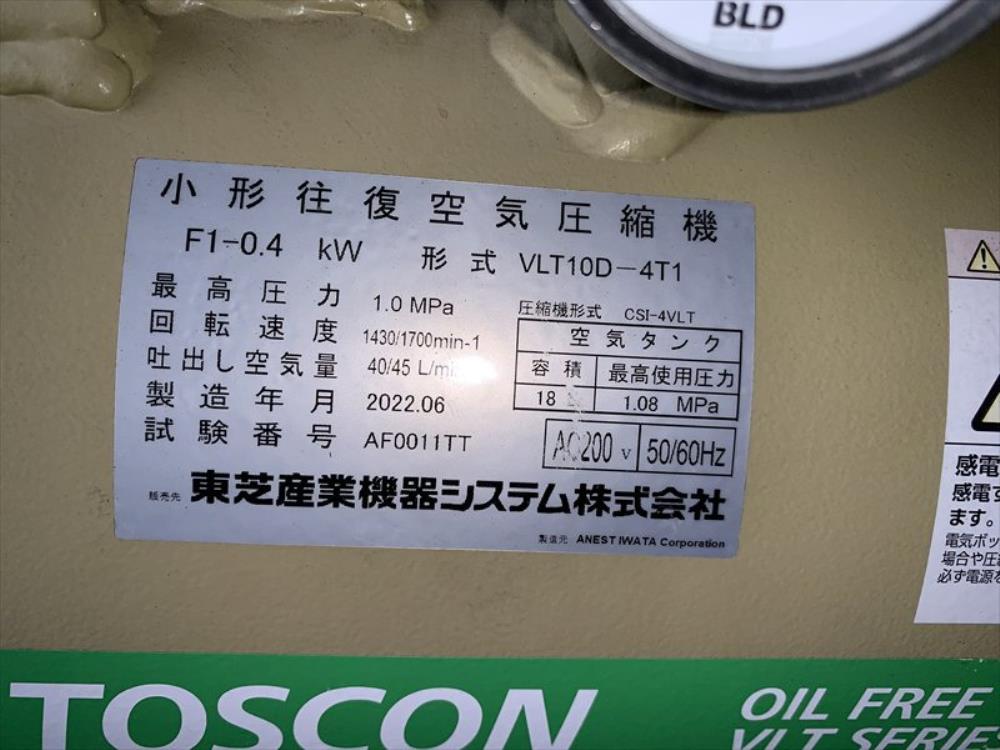 BLD
小形往復空気圧縮機
F1-0.4 kW 形式 VLT10D-4T1
最高圧力 1.0 MPa
回転速度 1430/1700min-1
吐出し空気量 40/45 L/min
製造年月 2022.06
試験番号 AF0011TT
圧縮機形式 CSI-4VLT
空気タンク
容積 最高使用圧力
18 1.08 MPa
AC200 V 50/60Hz
販売先 東芝産業機器システム株式会社
製造元 ANEST IWATA Corporation
感電
感電す
ます。
電気ボッ
場合や圧
必ず電源を
TOSCON
OIL FREE
VLT SERIE